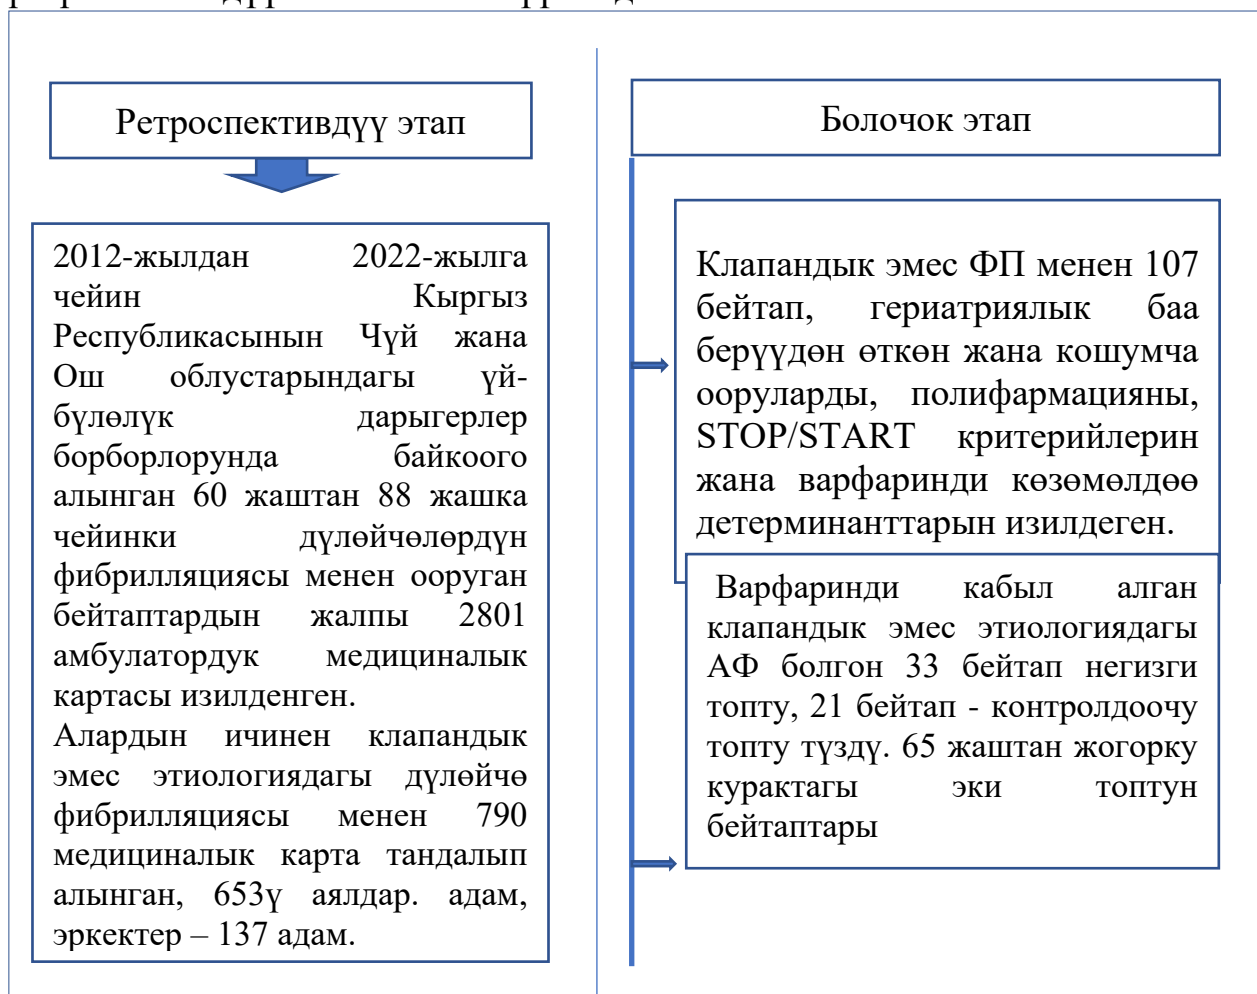 Ретроспективдүү этап
2012-жылдан 2022-жылга
чейин Кыргыз
Республикасынын Чүй жана
Ош облустарындагы үй-
бүлөлүк дарыгерлер
борборлорунда байкоого
алынган 60 жаштан 88 жашка
чейинки дүлөйчөлөрдүн
фибрилляциясы менен ооруган
бейтаптардын жалпы 2801
амбулатордук медициналык
картасы изилденген.
Алардын ичинен клапандык
эмес этиологиядагы дүлөйчө
фибрилляциясы менен 790
медициналык карта тандалып
алынган, 653ү аялдар. адам,
эркектер – 137 адам.
Болочок этап
Клапандык эмес ФП менен 107
бейтап, гериатриялык баа
берүүдөн өткөн жана кошумча
ооруларды, полифармацияны,
STOP/START критерийлерин
жана варфаринди көзөмөлдөө
детерминанттарын изилдеген.
Варфаринди кабыл алган
клапандык эмес этиологиядагы
АФ болгон 33 бейтап негизги
топту, 21 бейтап - контролдоочу
топту түздү. 65 жаштан жогорку
курактагы эки топтун
бейтаптары